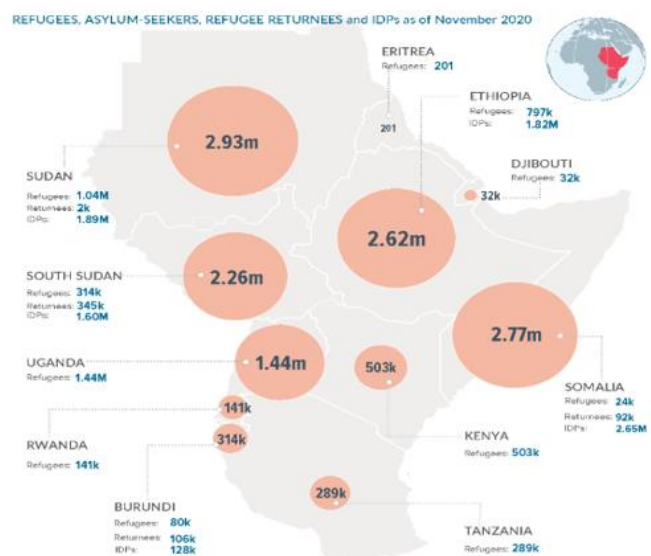 REFUGEES, ASYLUM-SEEKERS, REFUGEE RETURNEES and IDPs as of November 2020
ERITREA
Refugees: 201
201
ETHIOPIA
Refugees: 797k
IDPs: 1.82M
2.62m
DJIBOUTI
Refugees: 32k
32k
2.93m
SUDAN
Refugees: 1.04M
Returnees: 2k
IDPs: 1.89M
2.26m
SOUTH SUDAN
Refugees: 314k
Returnees: 345k
IDPs: 1.60M
2.77m
SOMALIA
Refugees: 24k
Returnees: 92k
IDPs: 2.65M
1.44m
UGANDA
Refugees: 1.44M
503k
KENYA
Refugees: 503k
141k
RWANDA
Refugees: 141k
314k
BURUNDI
Refugees: 80k
Returnees: 106k
IDPs: 128k
289k
TANZANIA
Refugees: 289k